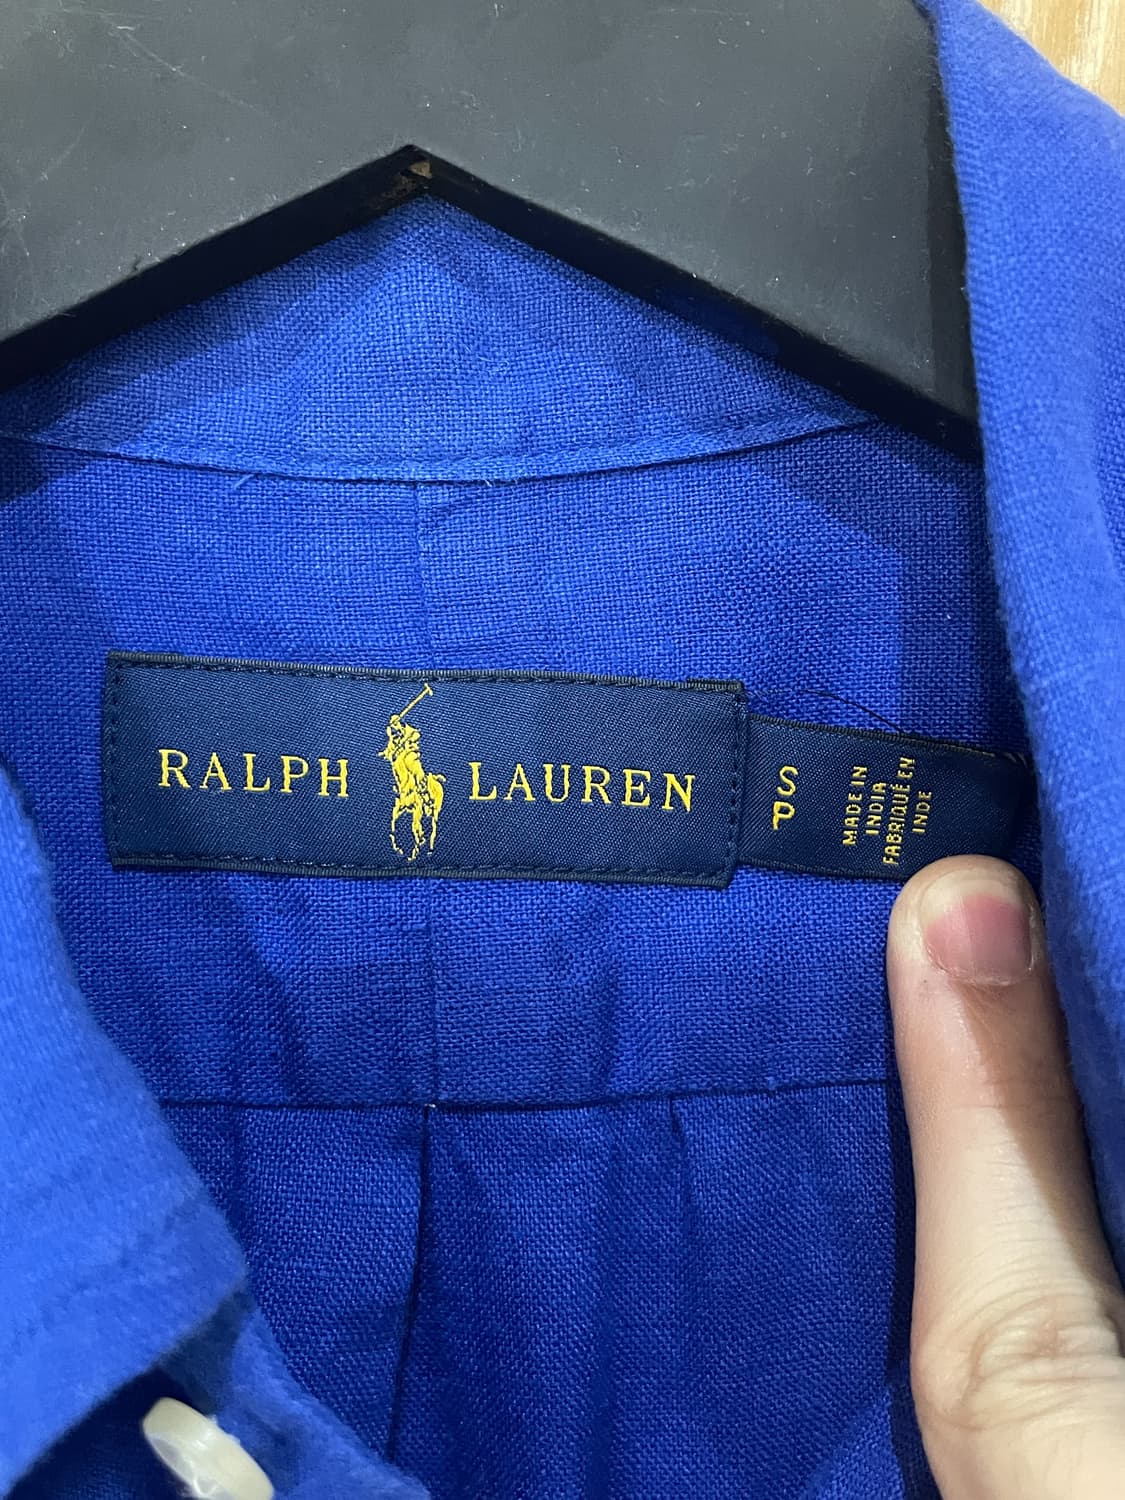 RALPH LAUREN
S
P
MADE IN
INDIA
FABRIQUÉ EN
INDE